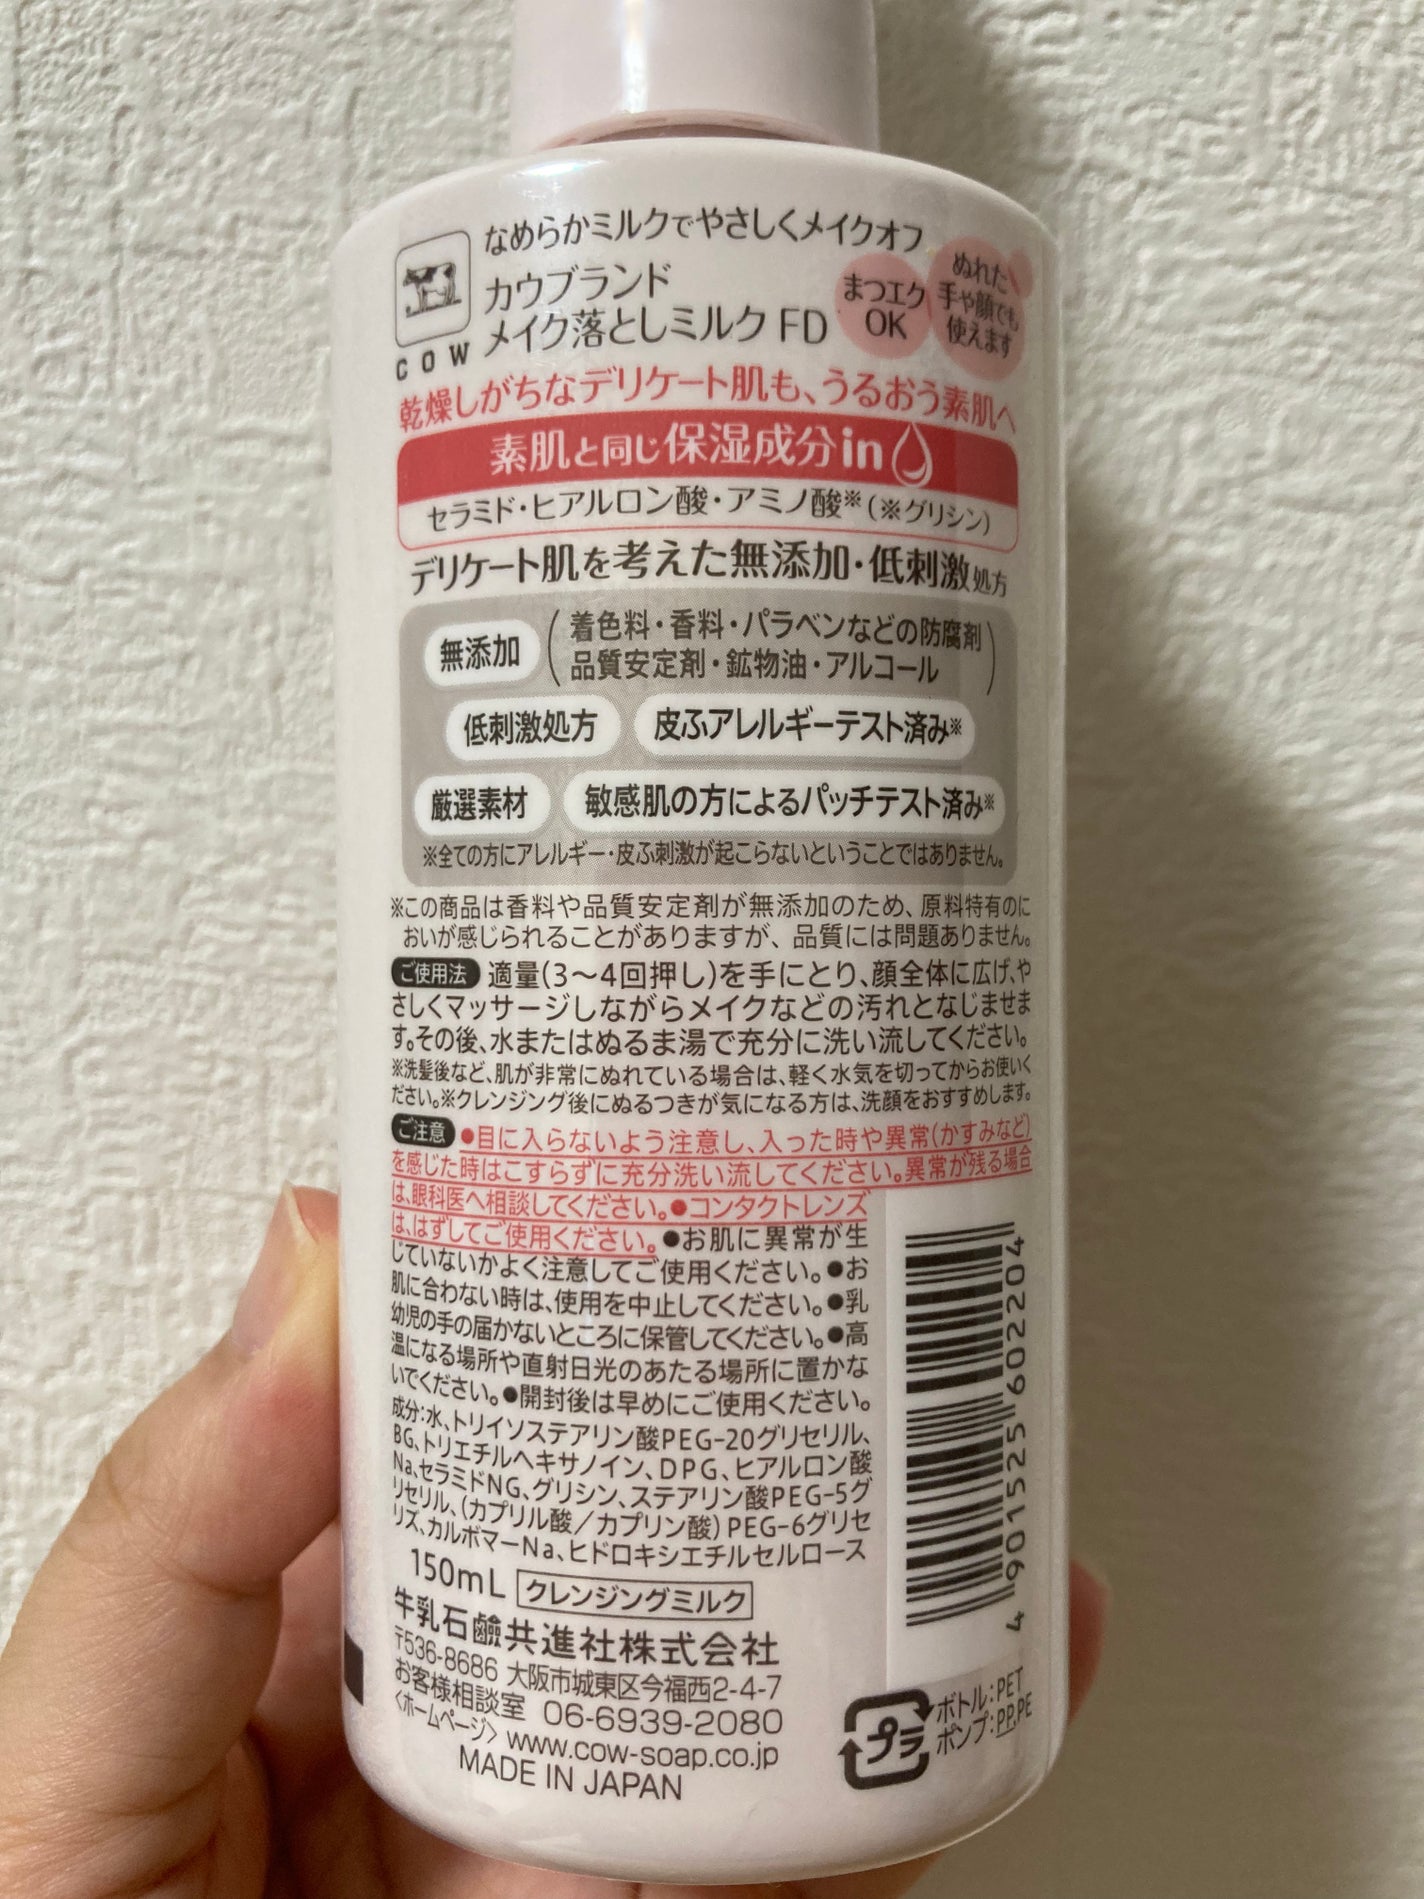 なめらかミルクでやさしくメイクオフ
カウブランド
メイク落としミルク FD
COW
まつエク
OK
ぬれた
手や顔でも
使えます
乾燥しがちなデリケート肌も、うるおう素肌へ
素肌と同じ保湿成分in
セラミド・ヒアルロン酸・アミノ酸※(※グリシン)
デリケート肌を考えた無添加・低刺激処方
無添加
(着色料・香料・パラベンなどの防腐剤
品質安定剤・鉱物油・アルコール)
低刺激処方 皮ふアレルギーテスト済み※
厳選素材 敏感肌の方によるパッチテスト済み※
※全ての方にアレルギー・皮ふ刺激が起こらないということではありません。
※この商品は香料や品質安定剤が無添加のため、原料特有のに
おいが感じられることがありますが、品質には問題ありません。
ご使用法 適量(3〜4回押し)を手にとり、顔全体に広げ、や
さしくマッサージしながらメイクなどの汚れとなじませま
す。その後、水またはぬるま湯で充分に洗い流してください。
※洗髪後など、肌が非常にぬれている場合は、軽く水気を切ってからお使いく
ださい。※クレンジング後にぬるつきが気になる方は、洗顔をおすすめします。
ご注意 ●目に入らないよう注意し、入った時や異常(かすみなど)
を感じた時はこすらずに充分洗い流してください。異常が残る場合
は、眼科医へ相談してください。●コンタクトレンズ
は、はずしてご使用ください。●お肌に異常が生
じていないかよく注意してご使用ください。●お
肌に合わない時は、使用を中止してください。●乳
幼児の手の届かないところに保管してください。●高
温になる場所や直射日光のあたる場所に置かな
いでください。●開封後は早めにご使用ください。
成分:水、トリイソステアリン酸PEG-20グリセリル、
BG、トリエチルヘキサノイン、DPG、ヒアルロン酸
Na、セラミドNG、グリシン、ステアリン酸PEG-5グ
リセリル、(カプリル酸/カプリン酸)PEG-6グリセ
リズ、カルボマーNa、ヒドロキシエチルセルロース
150mL クレンジングミルク
牛乳石鹼共進社株式会社
〒536-8686 大阪市城東区今福西2-4-7
お客様相談室 06-6939-2080
〈ホームページ〉 www.cow-soap.co.jp
MADE IN JAPAN
4 901525 602204
プラ
ボトル:PET
ポンプ:PP,PE